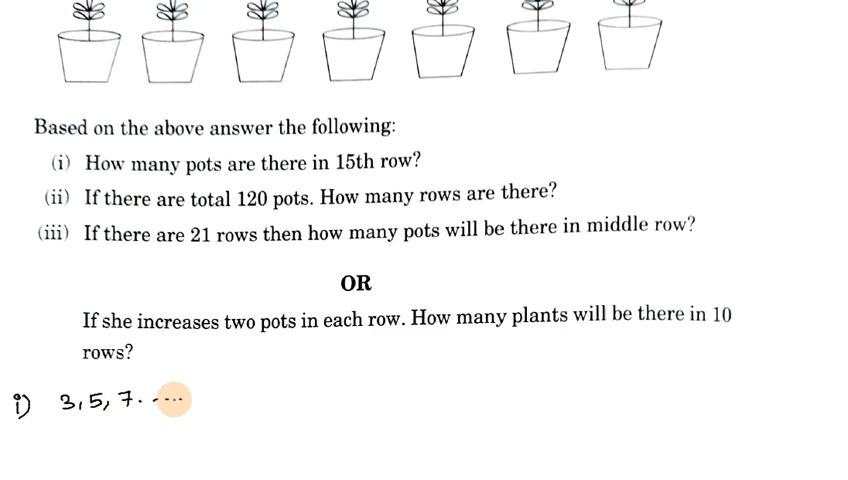 Based on the above answer the following:
(i) How many pots are there in 15th row?
(ii) If there are total 120 pots. How many rows are there?
(iii) If there are 21 rows then how many pots will be there in middle row?
OR
If she increases two pots in each row. How many plants will be there in 10
rows?
i) 3, 5, 7. ....